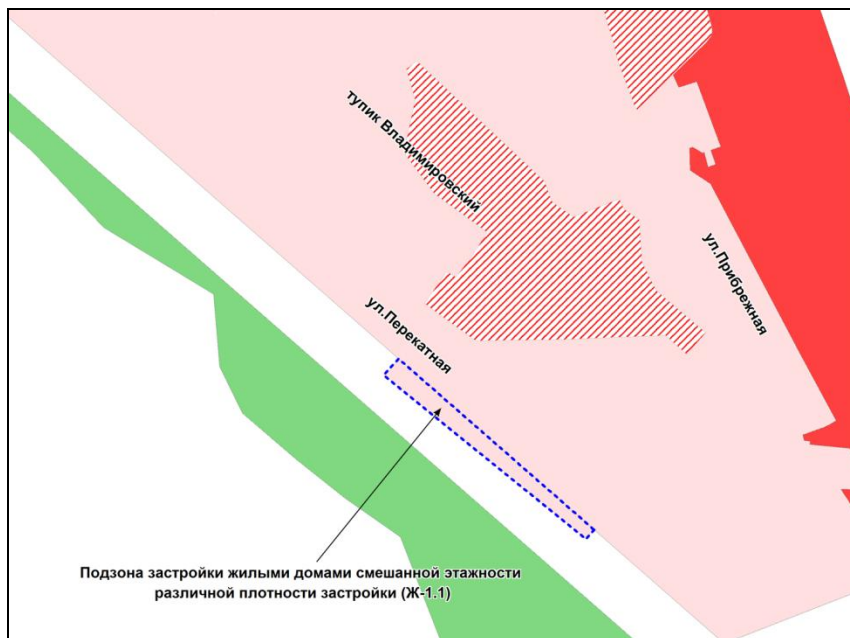 тупик Владимировский
ул.Прибрежная
ул.Перекатная
Подзона застройки жилыми домами смешанной этажности
различной плотности застройки (Ж-1.1)